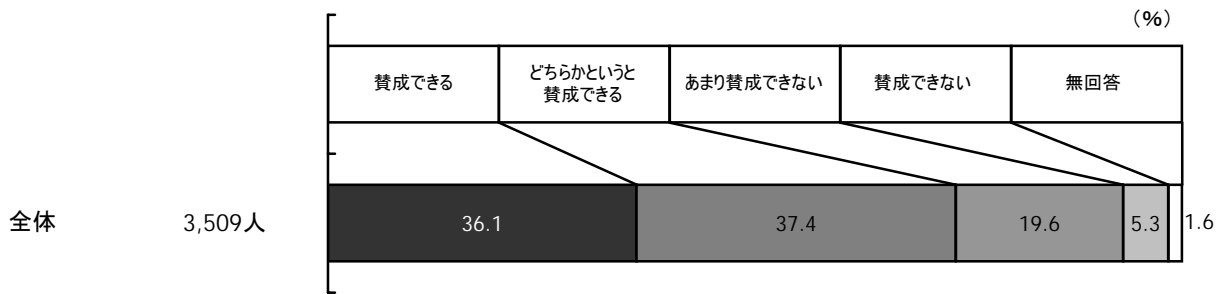 (%)
賛成できる
どちらかというと
賛成できる
あまり賛成できない
賛成できない
無回答
全体 3,509人 36.1 37.4 19.6 5.3 1.6